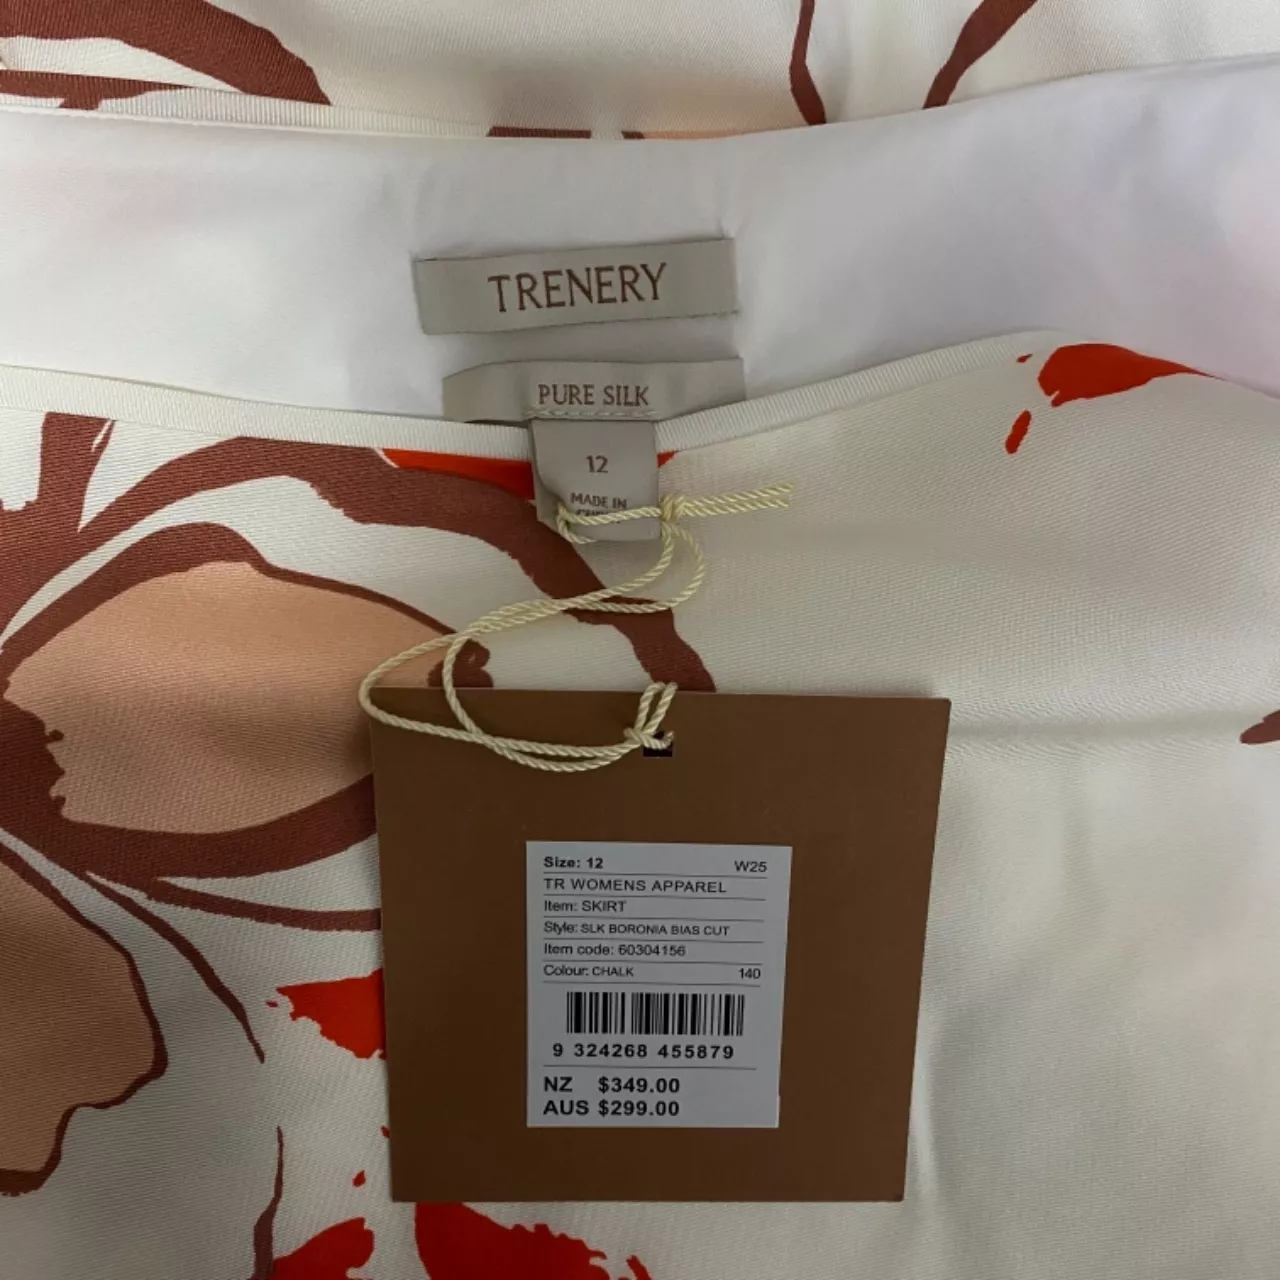 TRENERY
PURE SILK
12
MADE IN
Size: 12 W25
TR WOMENS APPAREL
Item: SKIRT
Style: SLK BORONIA BIAS CUT
Item code: 60304156
Colour: CHALK 140
9 324268 455879
NZ $349.00
AUS $299.00